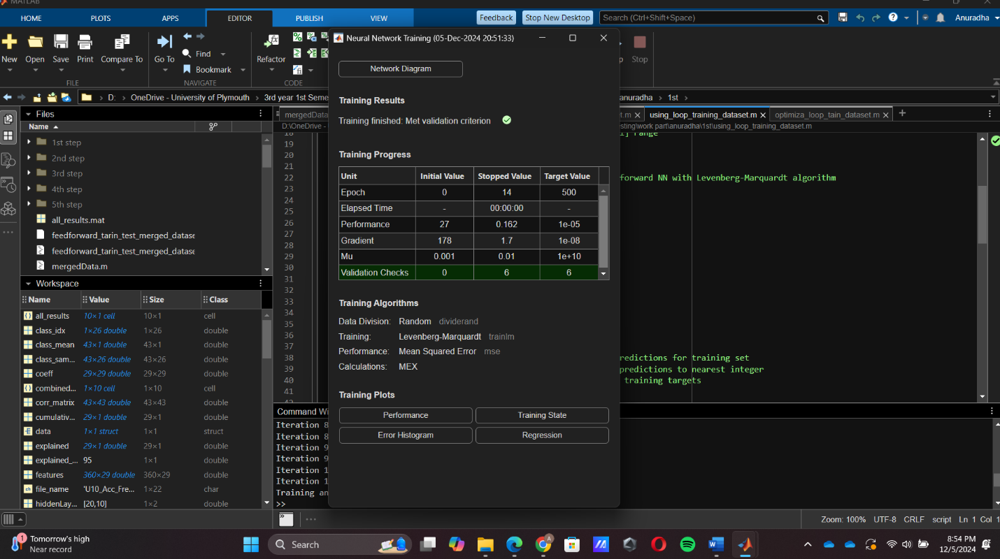 MATLAB
HOME PLOTS APPS EDITOR PUBLISH VIEW Feedback Stop New Desktop Search (Ctrl+Shift+Space) Anuradha
New Open Save Print Compare To Go To Find Bookmark Refactor Stop
FILE NAVIGATE CODE
D: › OneDrive - University of Plymouth › 3rd year 1st Seme
anuradha › 1st ›
Files
Name
1st step
2nd step
3rd step
4th step
5th step
all_results.mat
feedforward_tarin_test_merged_datase
feedforward_tarin_test_merged_datase
mergedData.m
Workspace
Name Value Size Class
all_results 10×1 cell 10×1 cell
class_idx 1×26 double 1×26 double
class_mean 43×1 double 43×1 double
class_sam... 43×26 double 43×26 double
coeff 29×29 double 29×29 double
combined... 1×10 cell 1×10 cell
corr_matrix 43×43 double 43×43 double
cumulativ... 29×1 double 29×1 double
data 1×1 struct 1×1 struct
explained 29×1 double 29×1 double
explained_... 95 1×1 double
features 360×29 double 360×29 double
file_name 'U10_Acc_Fre... 1×22 char
hiddenLay... [20,10] 1×2 double
mergedData
t.m using_loop_training_dataset.m optimiza_loop_tain_dataset.m
D:\OneDrive -
esting\work part\anuradha\1st\using_loop_training_dataset.m
18
] range
19
20
21
22
forward NN with Levenberg-Marquardt algorithm
23
24
25
26
27
28
29
30
31
32
33
34
35
36
37
38
redictions for training set
39
predictions to nearest integer
40
training targets
41
42
Command Wi
Iteration 8
Iteration 8
Iteration 9
Iteration 9
Iteration 1
Iteration 1
Training an
>>
Neural Network Training (05-Dec-2024 20:51:33)
Network Diagram
Training Results
Training finished: Met validation criterion
Training Progress
Unit Initial Value Stopped Value Target Value
Epoch 0 14 500
Elapsed Time - 00:00:00 -
Performance 27 0.162 1e-05
Gradient 178 1.7 1e-08
Mu 0.001 0.01 1e+10
Validation Checks 0 6 6
Training Algorithms
Data Division: Random dividerand
Training: Levenberg-Marquardt trainlm
Performance: Mean Squared Error mse
Calculations: MEX
Training Plots
Performance Training State
Error Histogram Regression
Zoom: 100% UTF-8 CRLF script Ln 1 Col 1
1
Tomorrow's high
Near record
Search
8:54 PM
12/5/2024